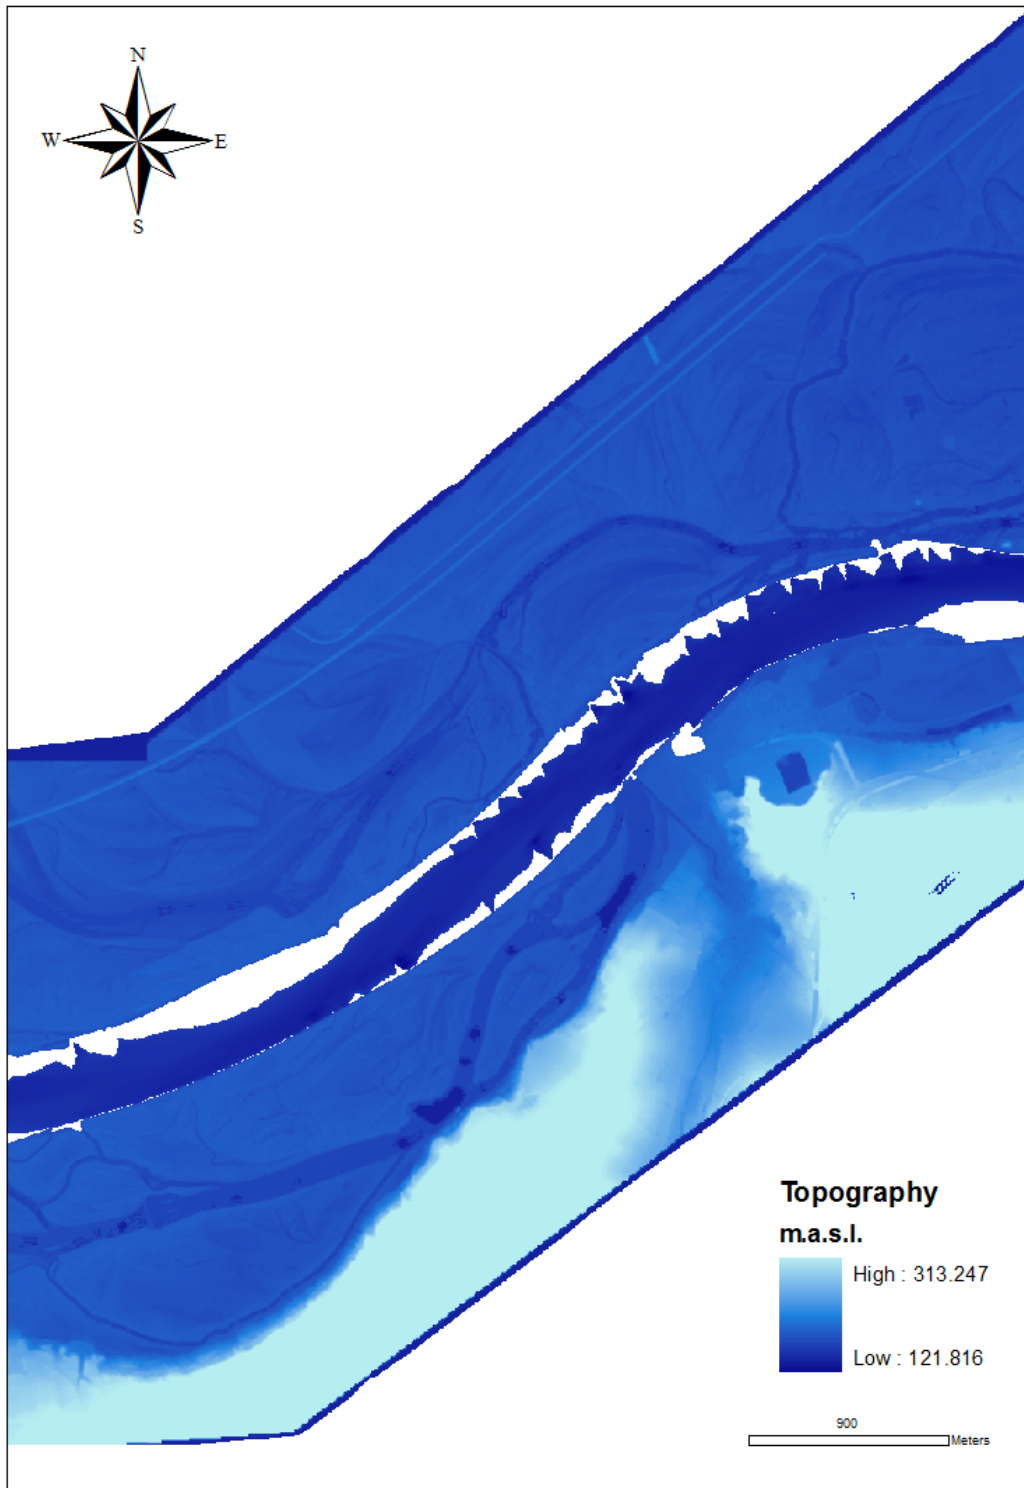 N
W E
S
Topography
m.a.s.l.
High : 313.247
Low : 121.816
900
Meters